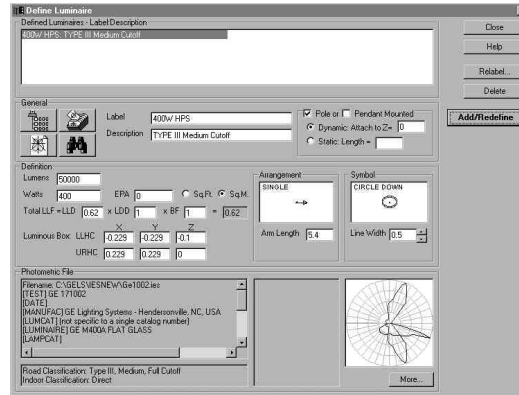 Define Luminaire
Defined Luminaires - Label:Description
400W HPS: TYPE III Medium Cutoff
Close
Help
Relabel...
Delete
Add/Redefine
General
Label 400W HPS
Description TYPE III Medium Cutoff
Pole or Pendant Mounted
Dynamic: Attach to Z= 0
Static: Length =
Definition
Lumens 50000
Watts 400 EPA 0 Sq.Ft. Sq.M.
Total LLF =LLD 0.62 x LDD 1 x BF 1 = 0.62
X Y Z
Luminous Box: LLHC -0.229 -0.229 -0.1
URHC 0.229 0.229 0
Arrangement
SINGLE
Arm Length 5.4
Symbol
CIRCLE DOWN
Line Width 0.5
Photometric File
Filename: C:\GELS\IESNEW\Ge1002.ies
[TEST] GE 171002
[DATE]
[MANUFAC] GE Lighting Systems - Hendersonville, NC, USA
[LUMCAT] (not specific to a single catalog number)
[LUMINAIRE] GE M400A FLAT GLASS
[LAMPCAT]
Road Classification: Type III, Medium, Full Cutoff
Indoor Classification: Direct
More...